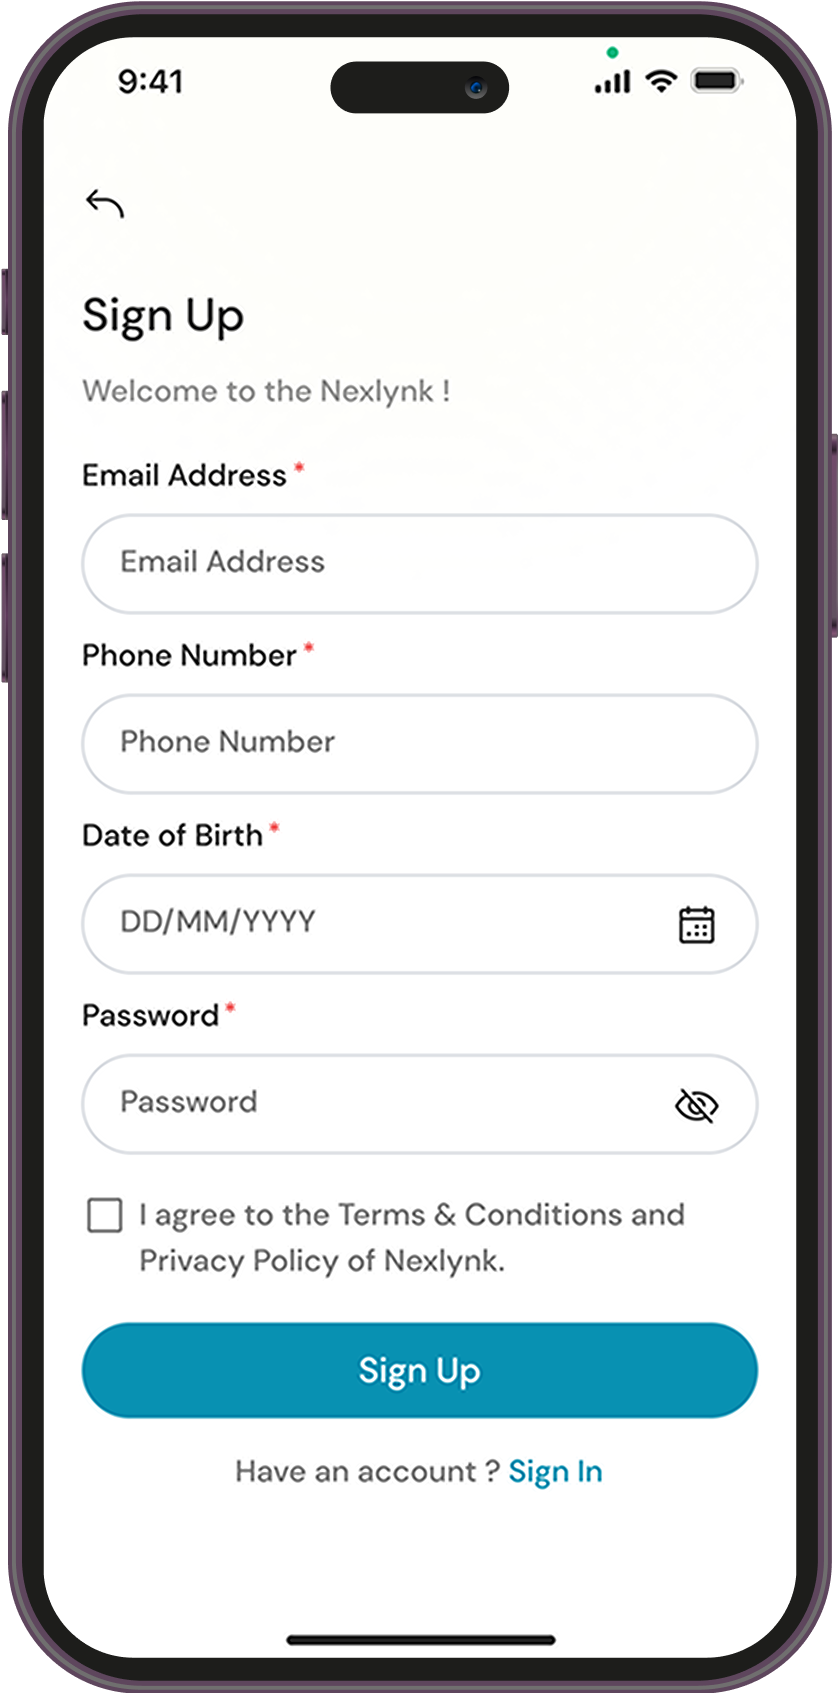 9:41
Sign Up
Welcome to the Nexlynk !
Email Address *
Email Address
Phone Number *
Phone Number
Date of Birth *
DD/MM/YYYY
Password *
Password
I agree to the Terms & Conditions and
Privacy Policy of Nexlynk.
Sign Up
Have an account ? Sign In